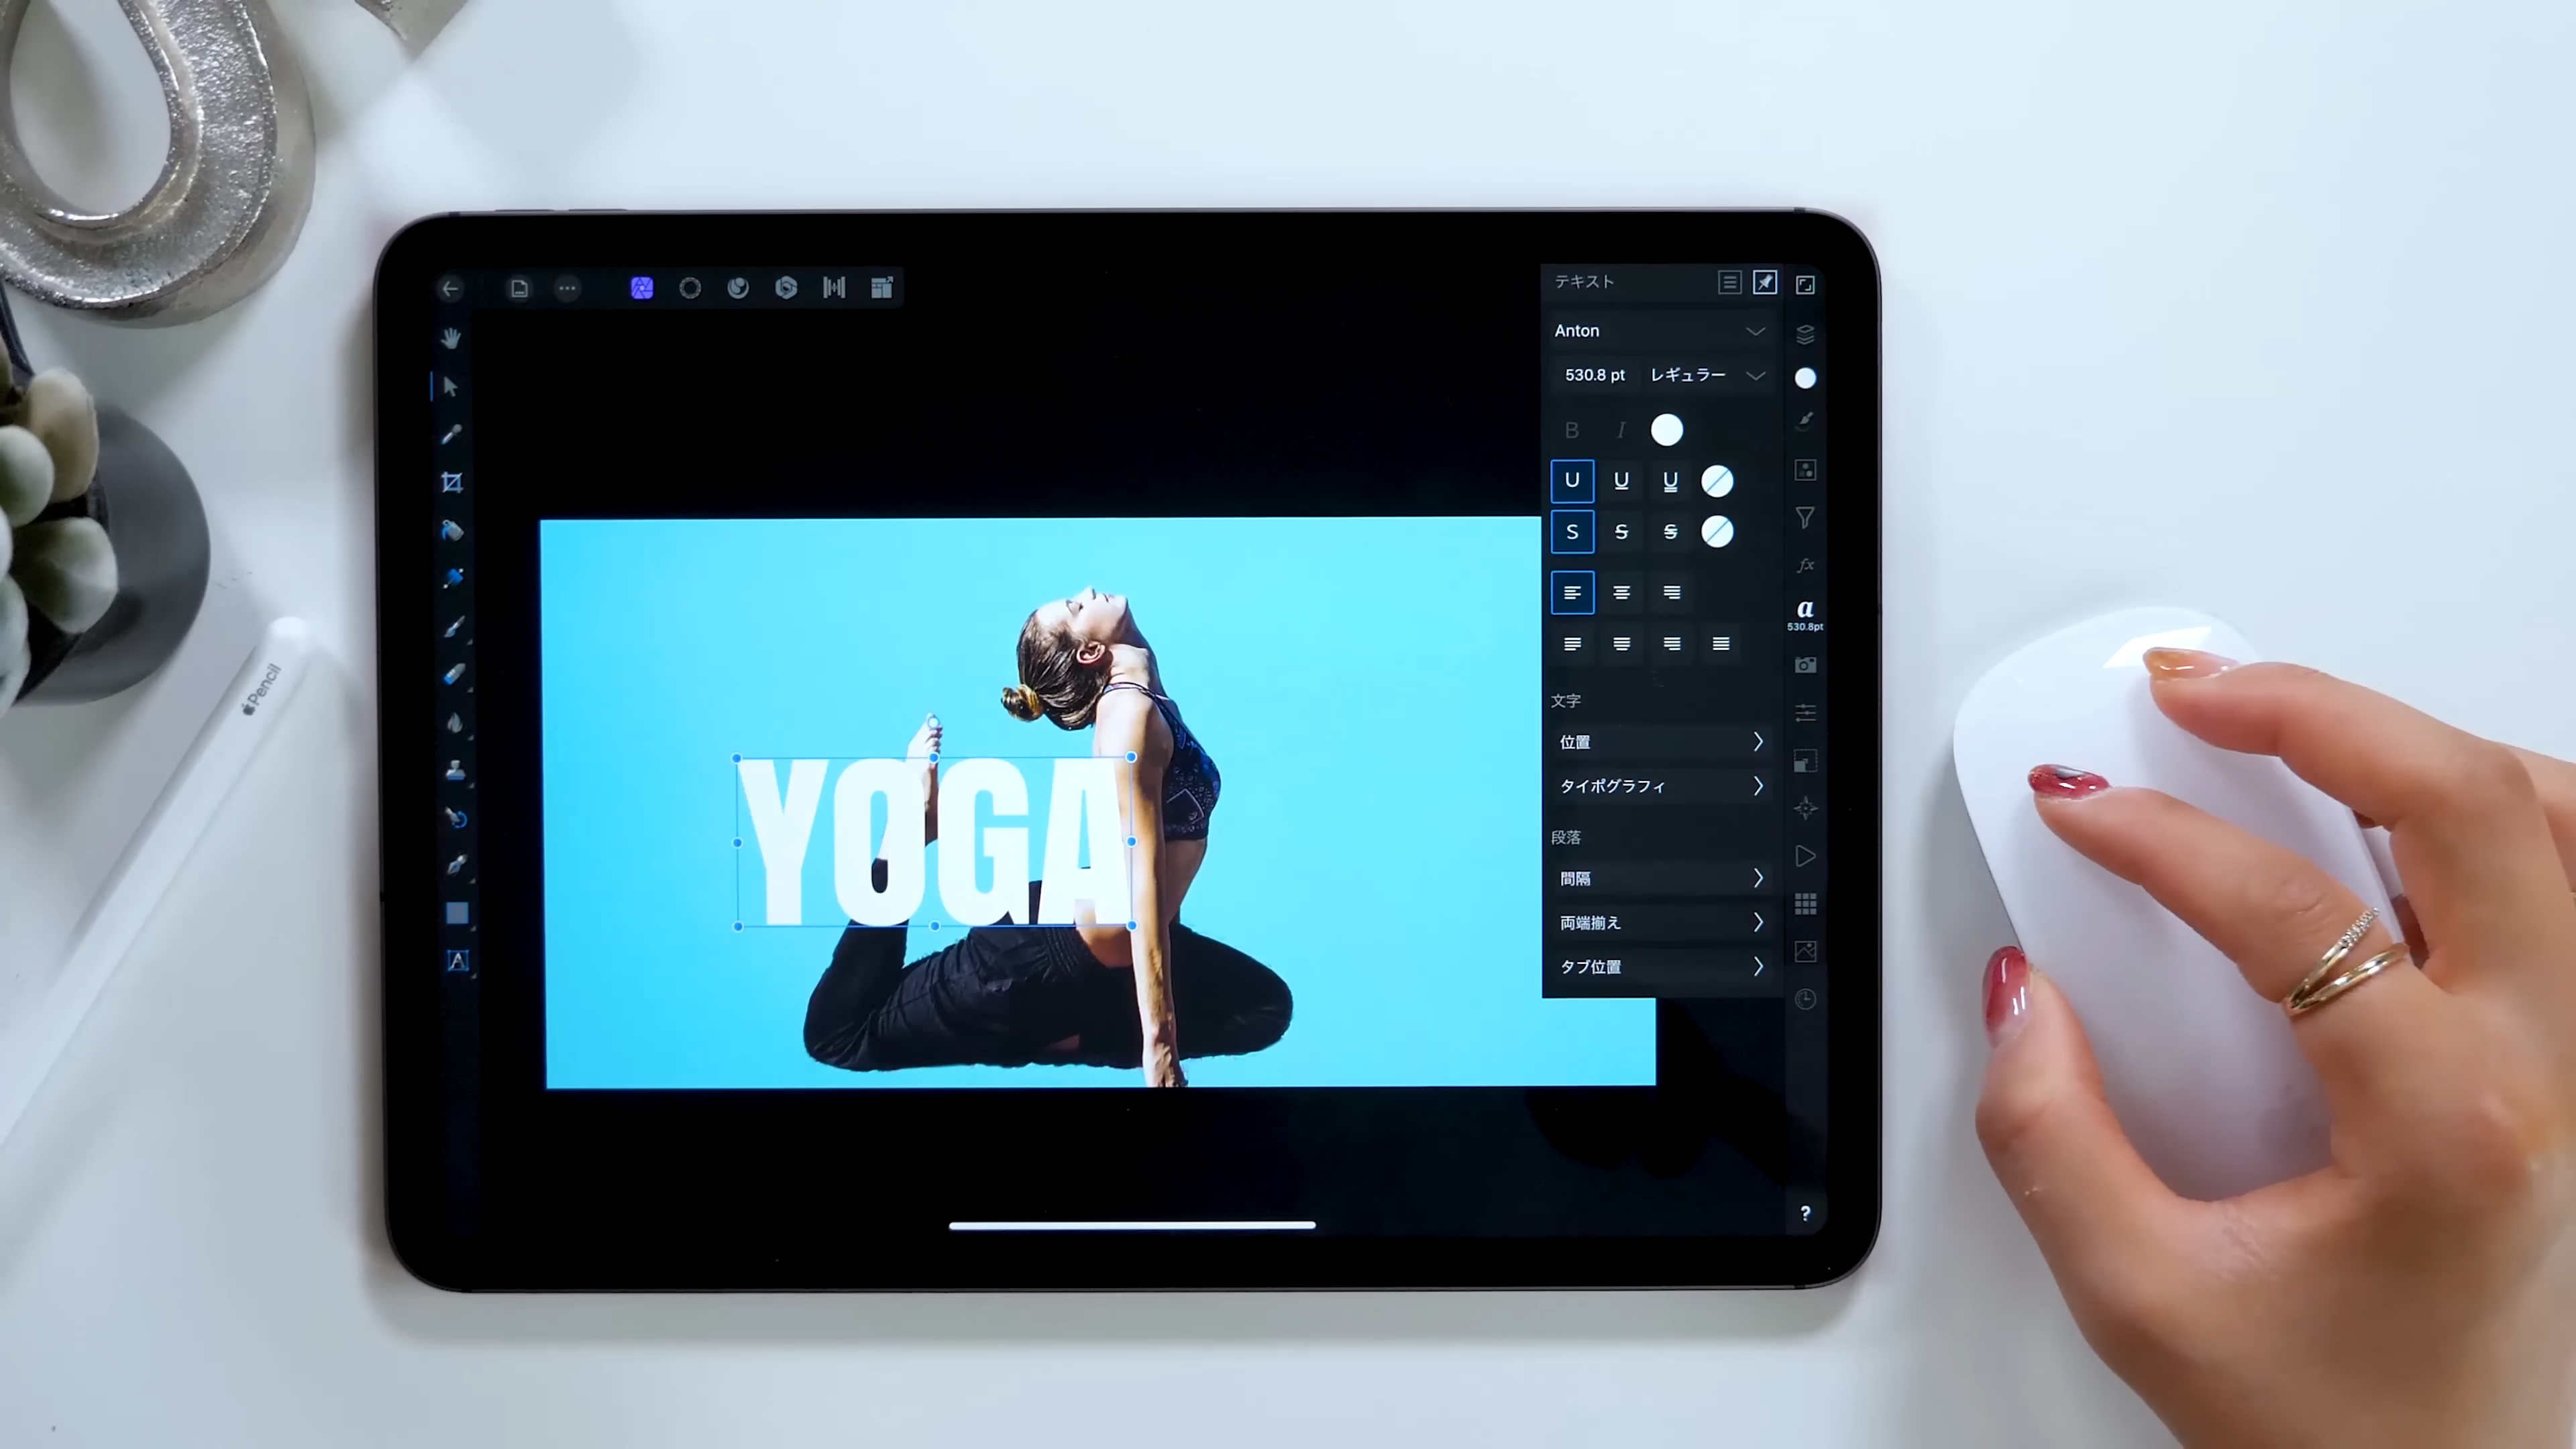 テキスト
Anton
530.8 pt レギュラー
B I
U U U
S S S
a
530.8pt
文字
位置
タイポグラフィ
段落
間隔
両端揃え
タブ位置
YOGA
A
fx
?
Pencil